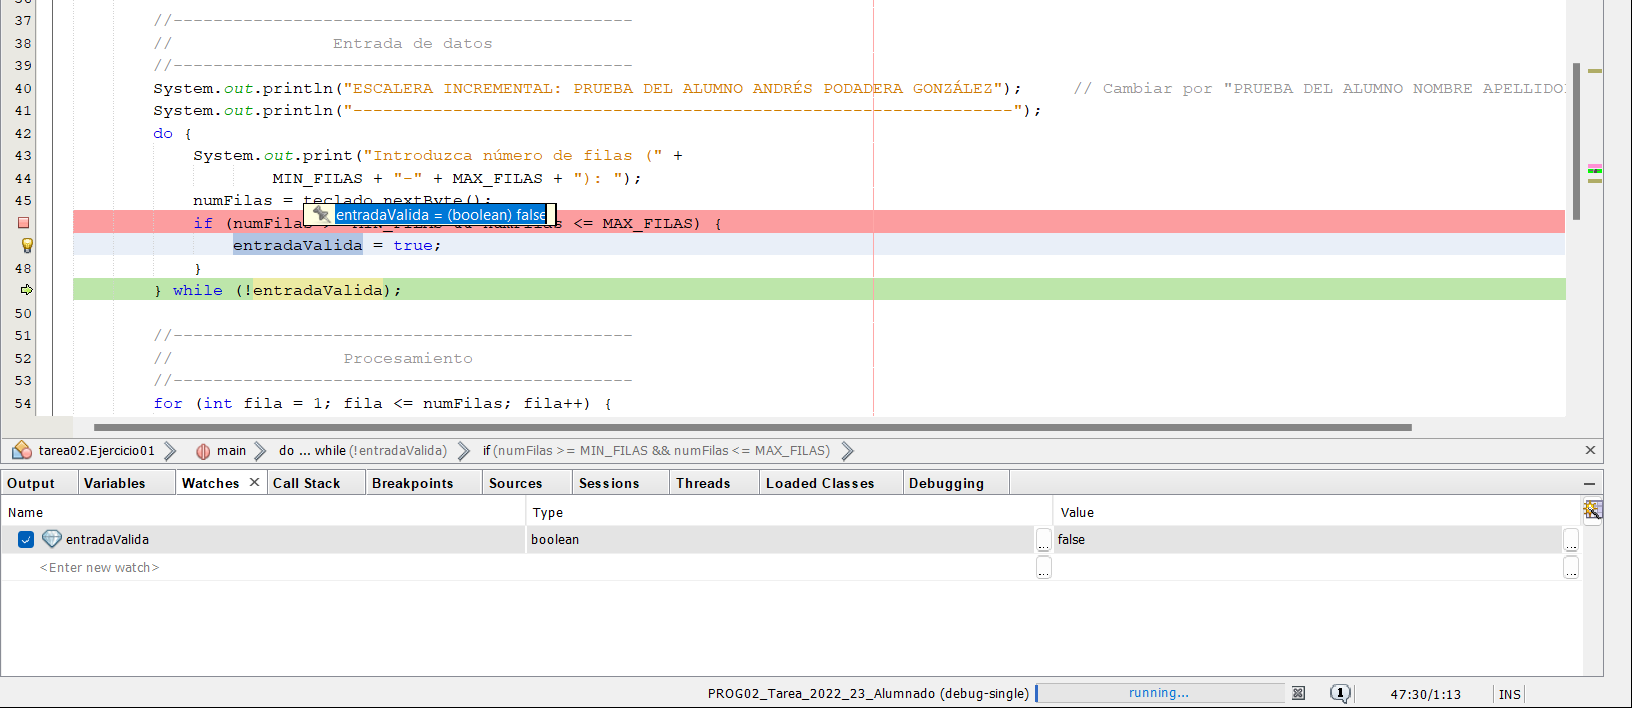 37 //----------------------------------------------
38 // Entrada de datos
39 //----------------------------------------------
40 System.out.println("ESCALERA INCREMENTAL: PRUEBA DEL ALUMNO ANDRÉS PODADERA GONZÁLEZ"); // Cambiar por "PRUEBA DEL ALUMNO NOMBRE APELLIDO
41 System.out.println("------------------------------------------------------------------");
42 do {
43 System.out.print("Introduzca número de filas (" +
44 MIN_FILAS + "-" + MAX_FILAS + "): ");
45 numFilas = teclado.nextByte();
entradaValida = (boolean) false
if (numFilas >= MIN_FILAS && numFilas <= MAX_FILAS) {
entradaValida = true;
48 }
} while (!entradaValida);
50
51 //----------------------------------------------
52 // Procesamiento
53 //----------------------------------------------
54 for (int fila = 1; fila <= numFilas; fila++) {
tarea02.Ejercicio01 main do ... while (!entradaValida) if (numFilas >= MIN_FILAS && numFilas <= MAX_FILAS)
Output Variables Watches Call Stack Breakpoints Sources Sessions Threads Loaded Classes Debugging
Name Type Value
entradaValida boolean ... false ...
<Enter new watch> ... ...
PROG02_Tarea_2022_23_Alumnado (debug-single) running... 1 47:30/1:13 INS